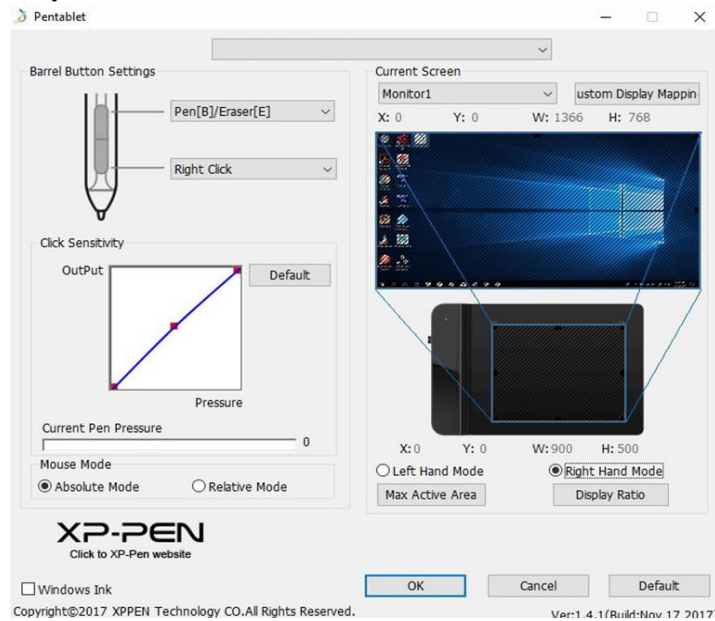 Pentablet
Barrel Button Settings
Pen[B]/Eraser[E]
Right Click
Click Sensitivity
OutPut
Default
Pressure
Current Pen Pressure
0
Mouse Mode
Absolute Mode
Relative Mode
XP-PEN
Click to XP-Pen website
Windows Ink
Copyright©2017 XPPEN Technology CO.All Rights Reserved.
Current Screen
Monitor1
ustom Display Mappin
X: 0 Y: 0 W: 1366 H: 768
X: 0 Y: 0 W: 900 H: 500
Left Hand Mode
Right Hand Mode
Max Active Area
Display Ratio
OK
Cancel
Default
Ver:1.4.1(Build:Nov 17 2017)